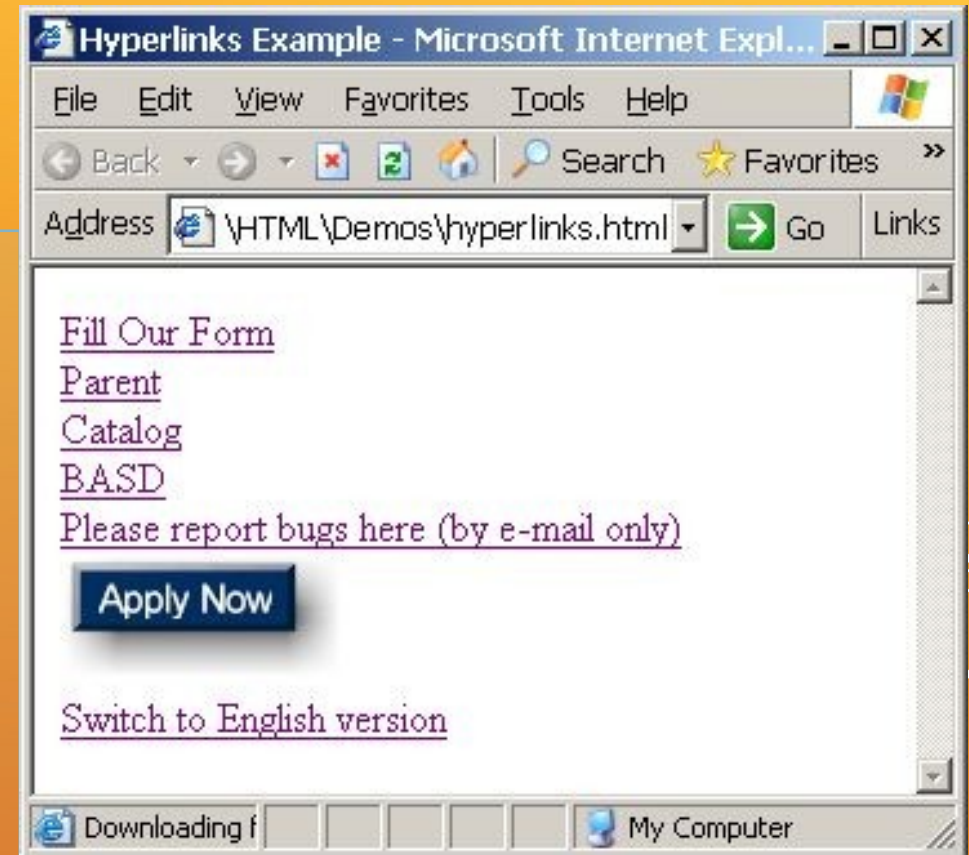 Hyperlinks Example - Microsoft Internet Expl...
File Edit View Favorites Tools Help
Back Search Favorites »
Address \HTML\Demos\hyperlinks.html Go Links
Fill Our Form
Parent
Catalog
BASD
Please report bugs here (by e-mail only)
Apply Now
Switch to English version
Downloading f My Computer